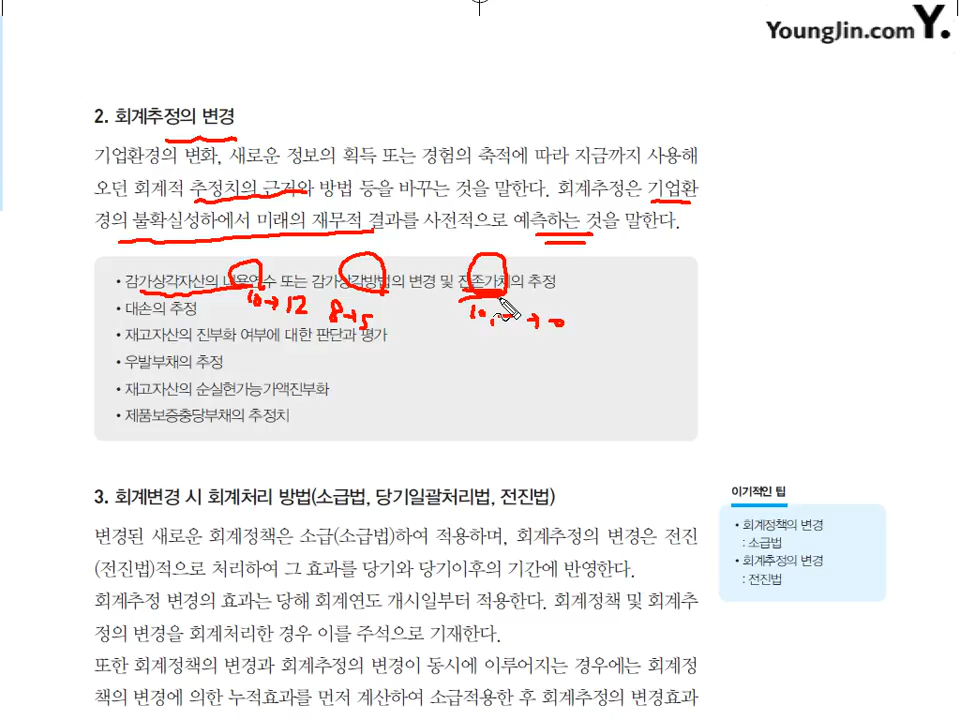 YoungJin.com Y.
2. 회계추정의 변경
기업환경의 변화, 새로운 정보의 획득 또는 경험의 축적에 따라 지금까지 사용해
오던 회계적 추정치의 근거와 방법 등을 바꾸는 것을 말한다. 회계추정은 기업환
경의 불확실성하에서 미래의 재무적 결과를 사전적으로 예측하는 것을 말한다.
• 감가상각자산의 내용연수 또는 감가상각방법의 변경 및 잔존가치의 추정
10→12 8→5
• 대손의 추정
• 재고자산의 진부화 여부에 대한 판단과 평가
• 우발부채의 추정
• 재고자산의 순실현가능가액진부화
• 제품보증충당부채의 추정치
3. 회계변경 시 회계처리 방법(소급법, 당기일괄처리법, 전진법)
변경된 새로운 회계정책은 소급(소급법)하여 적용하며, 회계추정의 변경은 전진
(전진법)적으로 처리하여 그 효과를 당기와 당기이후의 기간에 반영한다.
회계추정 변경의 효과는 당해 회계연도 개시일부터 적용한다. 회계정책 및 회계추
정의 변경을 회계처리한 경우 이를 주석으로 기재한다.
또한 회계정책의 변경과 회계추정의 변경이 동시에 이루어지는 경우에는 회계정
책의 변경에 의한 누적효과를 먼저 계산하여 소급적용한 후 회계추정의 변경효과
이기적인 팁
• 회계정책의 변경
: 소급법
• 회계추정의 변경
: 전진법